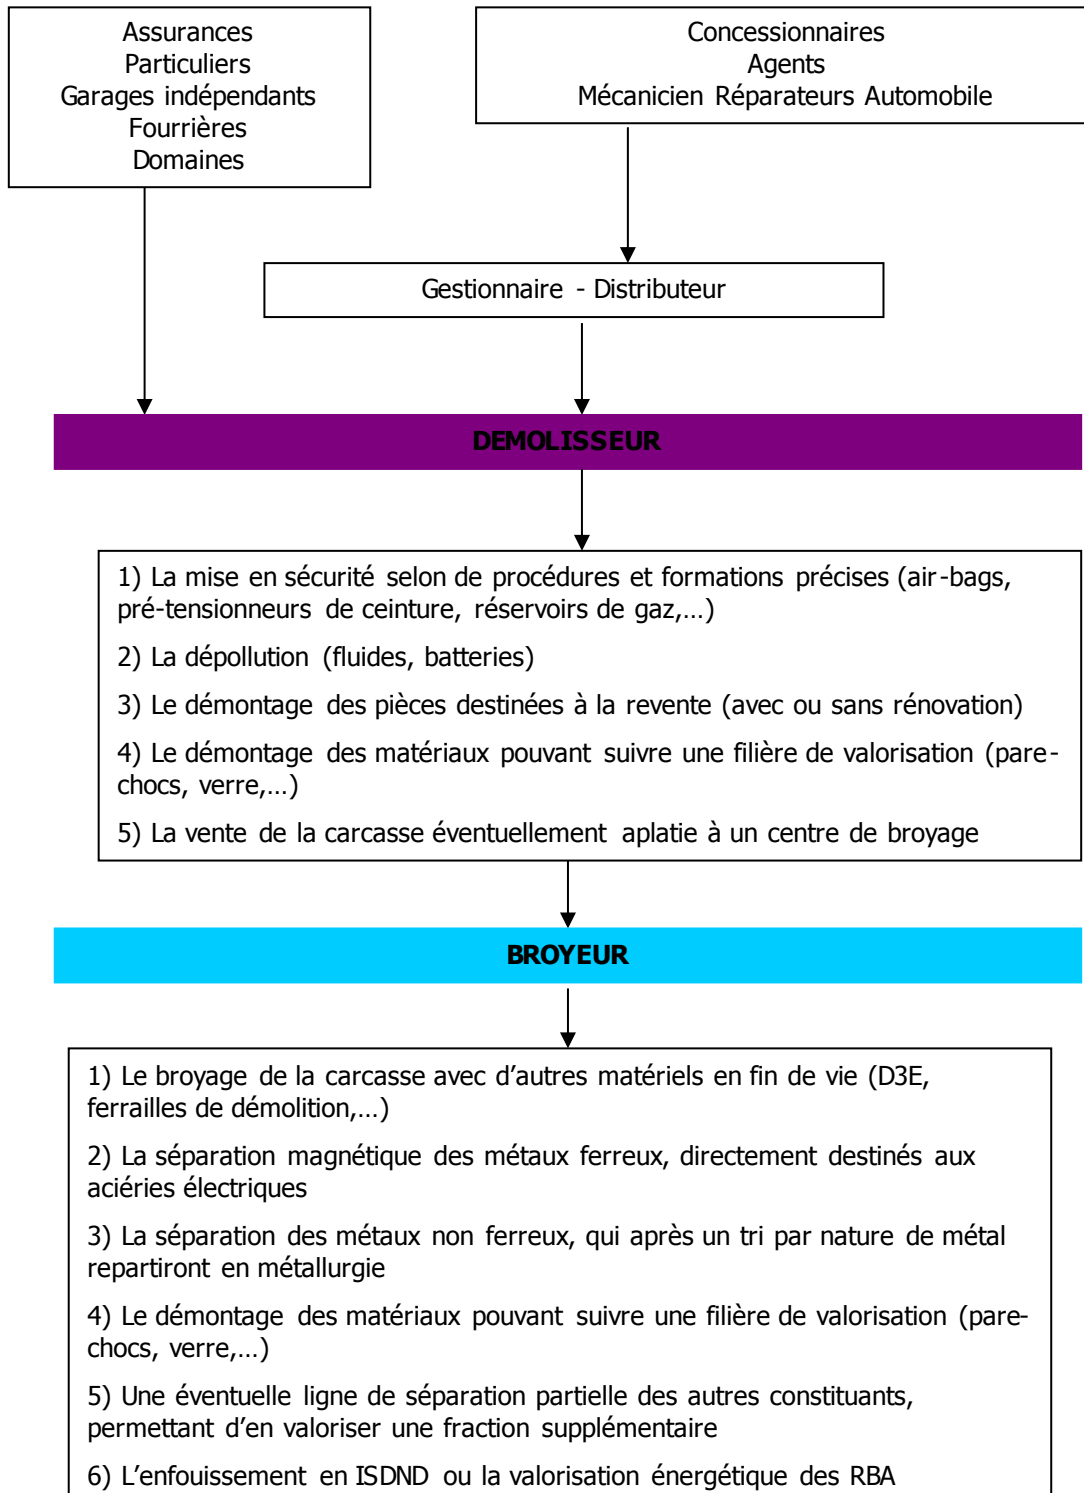 Assurances
Particuliers
Garages indépendants
Fourrières
Domaines
Concessionnaires
Agents
Mécanicien Réparateurs Automobile
Gestionnaire - Distributeur
DEMOLISSEUR
1) La mise en sécurité selon de procédures et formations précises (air-bags,
pré-tensionneurs de ceinture, réservoirs de gaz,…)
2) La dépollution (fluides, batteries)
3) Le démontage des pièces destinées à la revente (avec ou sans rénovation)
4) Le démontage des matériaux pouvant suivre une filière de valorisation (pare-
chocs, verre,…)
5) La vente de la carcasse éventuellement aplatie à un centre de broyage
BROYEUR
1) Le broyage de la carcasse avec d’autres matériels en fin de vie (D3E,
ferrailles de démolition,…)
2) La séparation magnétique des métaux ferreux, directement destinés aux
aciéries électriques
3) La séparation des métaux non ferreux, qui après un tri par nature de métal
repartiront en métallurgie
4) Le démontage des matériaux pouvant suivre une filière de valorisation (pare-
chocs, verre,…)
5) Une éventuelle ligne de séparation partielle des autres constituants,
permettant d’en valoriser une fraction supplémentaire
6) L’enfouissement en ISDND ou la valorisation énergétique des RBA